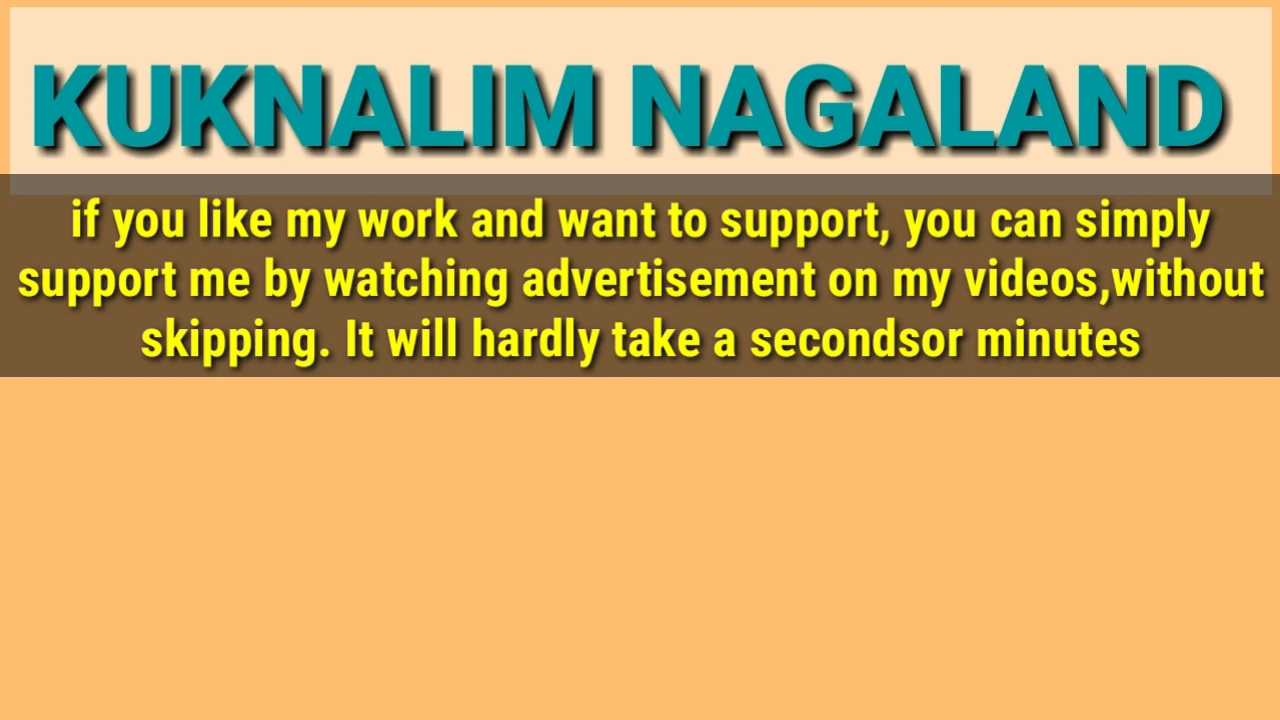 KUKNALIM NAGALAND
if you like my work and want to support, you can simply
support me by watching advertisement on my videos,without
skipping. It will hardly take a secondsor minutes